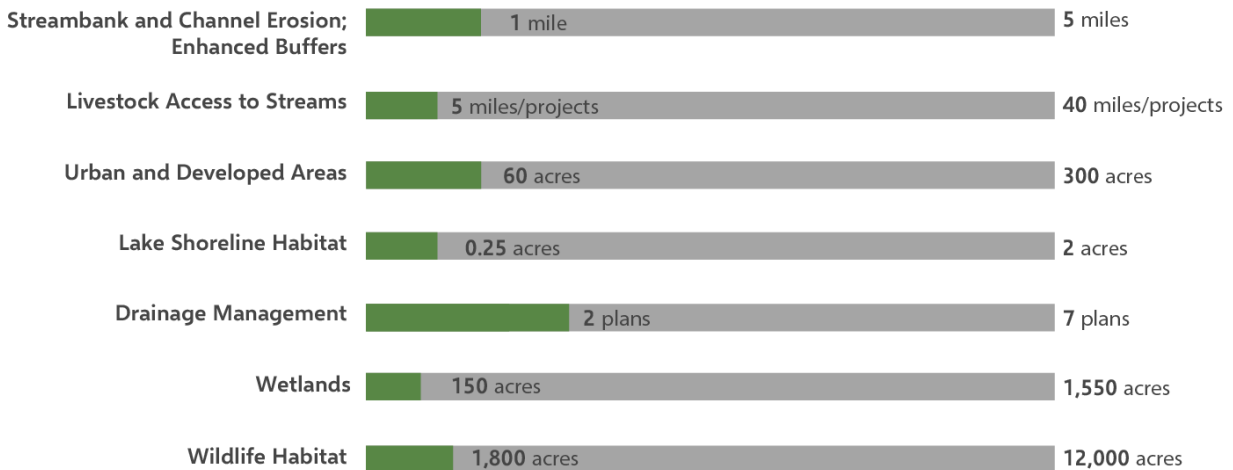 Streambank and Channel Erosion;
Enhanced Buffers
1 mile
5 miles
Livestock Access to Streams
5 miles/projects
40 miles/projects
Urban and Developed Areas
60 acres
300 acres
Lake Shoreline Habitat
0.25 acres
2 acres
Drainage Management
2 plans
7 plans
Wetlands
150 acres
1,550 acres
Wildlife Habitat
1,800 acres
12,000 acres